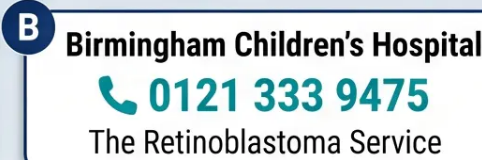 B
Birmingham Children's Hospital
0121 333 9475
The Retinoblastoma Service